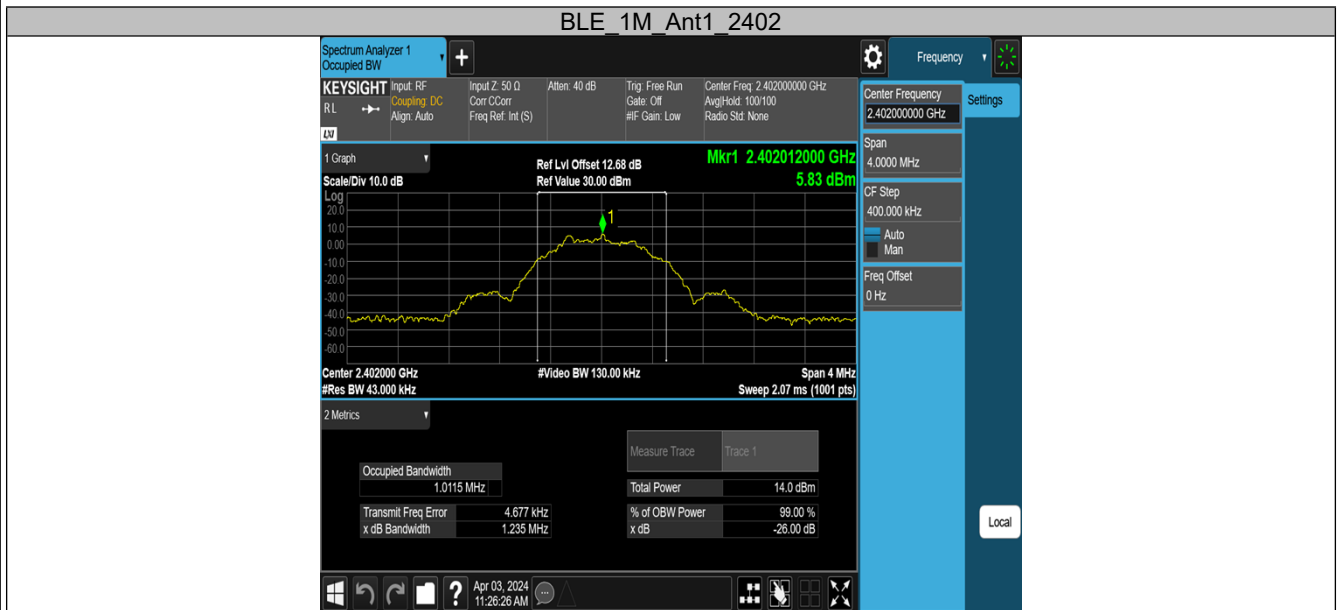 BLE_1M_Ant1_2402
Spectrum Analyzer 1
Occupied BW
+
Frequency
KEYSIGHT
RL
LXI
Input: RF
Coupling: DC
Align: Auto
Input Z: 50 Ω
Corr CCorr
Freq Ref: Int (S)
Atten: 40 dB
Trig: Free Run
Gate: Off
#IF Gain: Low
Center Freq: 2.402000000 GHz
Avg|Hold: 100/100
Radio Std: None
Center Frequency
2.402000000 GHz
Settings
Span
4.0000 MHz
CF Step
400.000 kHz
Auto
Man
Freq Offset
0 Hz
Local
1 Graph
Scale/Div 10.0 dB
Ref Lvl Offset 12.68 dB
Ref Value 30.00 dBm
Mkr1 2.402012000 GHz
5.83 dBm
Log
20.0
10.0
0.00
-10.0
-20.0
-30.0
-40.0
-50.0
-60.0
1
Center 2.402000 GHz
#Res BW 43.000 kHz
#Video BW 130.00 kHz
Span 4 MHz
Sweep 2.07 ms (1001 pts)
2 Metrics
Measure Trace Trace 1
Occupied Bandwidth
1.0115 MHz
Total Power 14.0 dBm
Transmit Freq Error 4.677 kHz
x dB Bandwidth 1.235 MHz
% of OBW Power 99.00 %
x dB -26.00 dB
?
Apr 03, 2024
11:26:26 AM